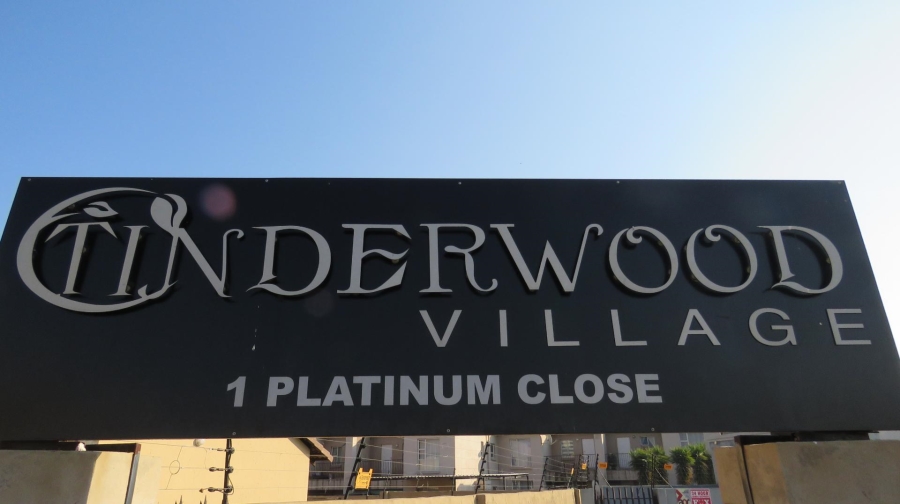 TINDERWOOD
VILLAGE
1 PLATINUM CLOSE